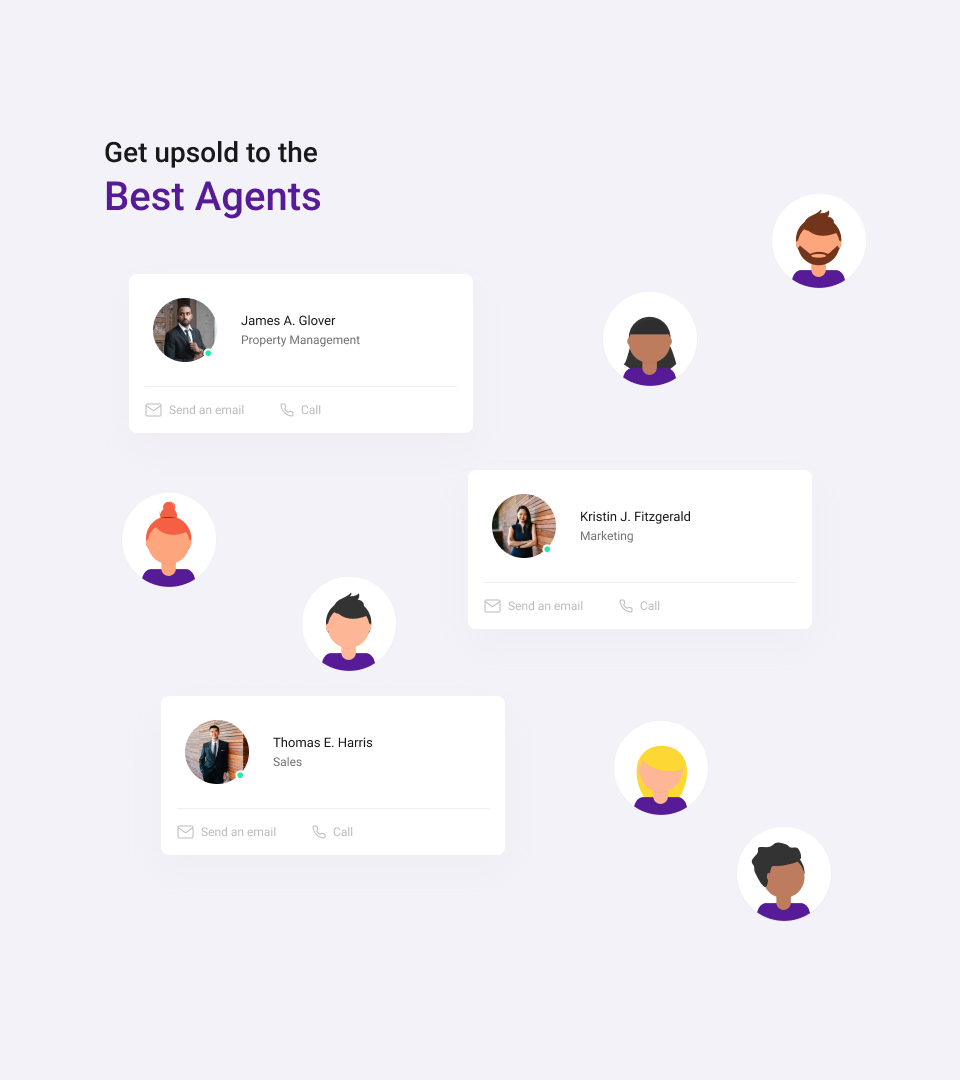 Get upsold to the
Best Agents
James A. Glover
Property Management
Send an email
Call
Kristin J. Fitzgerald
Marketing
Send an email
Call
Thomas E. Harris
Sales
Send an email
Call